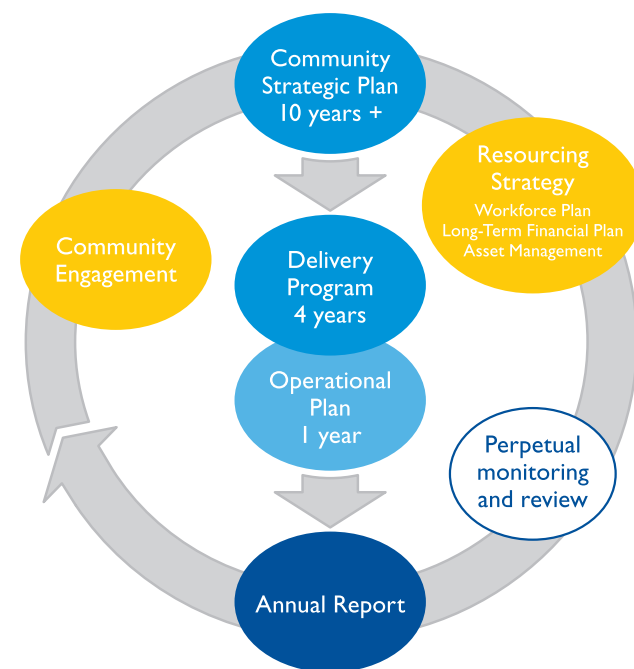 Community
Strategic Plan
10 years +
Resourcing
Strategy
Workforce Plan
Long-Term Financial Plan
Asset Management
Community
Engagement
Delivery
Program
4 years
Operational
Plan
1 year
Perpetual
monitoring
and review
Annual Report